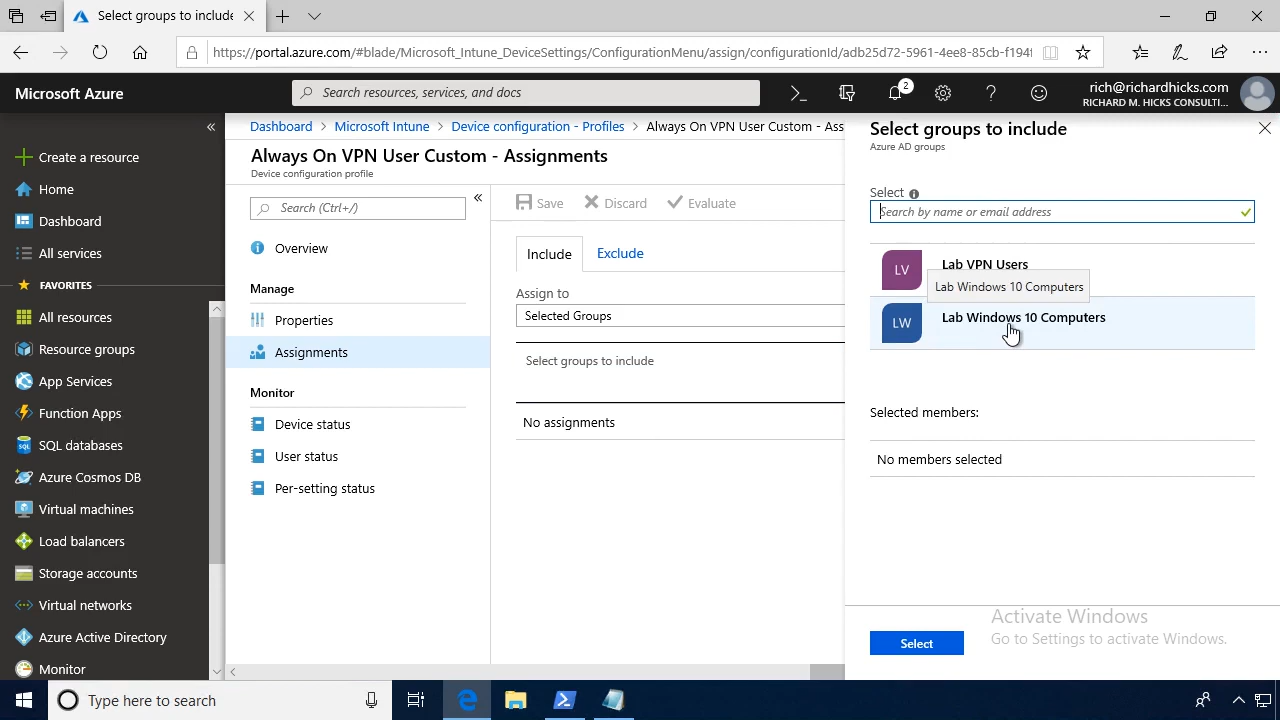 Select groups to include
https://portal.azure.com/#blade/Microsoft_Intune_DeviceSettings/ConfigurationMenu/assign/configurationId/adb25d72-5961-4ee8-85cb-f194f
Microsoft Azure
Search resources, services, and docs
2
rich@richardhicks.com
RICHARD M. HICKS CONSULTI...
Create a resource
Home
Dashboard
All services
FAVORITES
All resources
Resource groups
App Services
Function Apps
SQL databases
Azure Cosmos DB
Virtual machines
Load balancers
Storage accounts
Virtual networks
Azure Active Directory
Monitor
Dashboard > Microsoft Intune > Device configuration - Profiles > Always On VPN User Custom - Ass
Always On VPN User Custom - Assignments
Device configuration profile
Search (Ctrl+/)
Overview
Manage
Properties
Assignments
Monitor
Device status
User status
Per-setting status
Save Discard Evaluate
Include Exclude
Assign to
Selected Groups
Select groups to include
No assignments
Select groups to include
Azure AD groups
Select
Search by name or email address
LV Lab VPN Users
Lab Windows 10 Computers
LW Lab Windows 10 Computers
Selected members:
No members selected
Activate Windows
Go to Settings to activate Windows.
Select
Type here to search